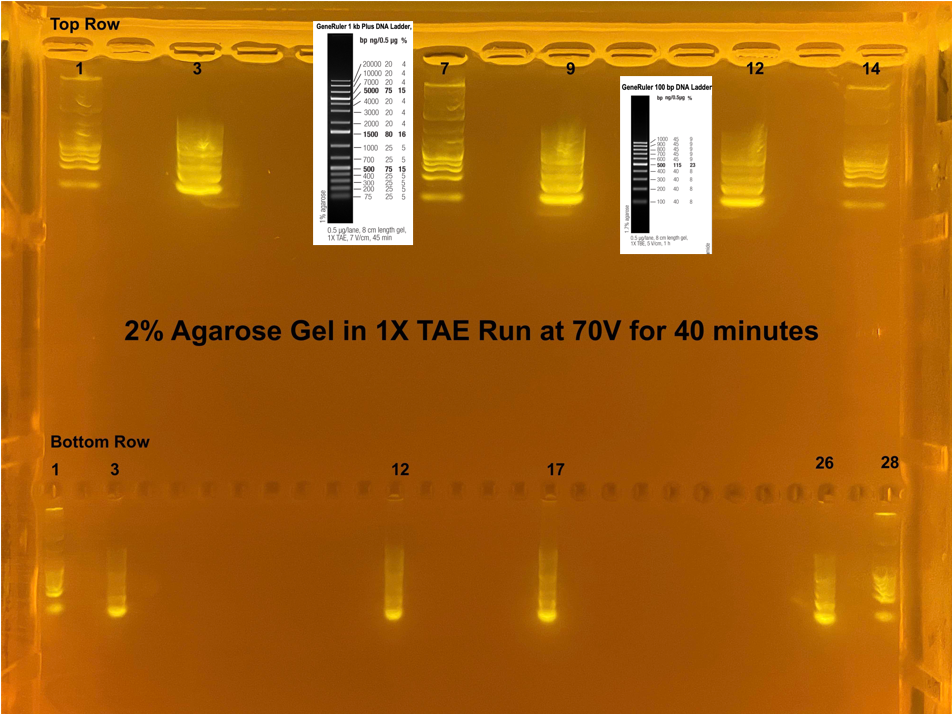 Top Row
1 3 7 9 12 14
GeneRuler 1 kb Plus DNA Ladder,
bp ng/0.5 µg %
20000 20 4
10000 20 4
7000 20 4
5000 75 15
4000 20 4
3000 20 4
2000 20 4
1500 80 16
1000 25 5
700 25 5
500 75 15
400 25 5
300 25 5
200 25 5
75 25 5
1% agarose
0.5 µg/lane, 8 cm length gel,
1X TAE, 7 V/cm, 45 min
GeneRuler 100 bp DNA Ladder
bp ng/0.5µg %
1000 45 9
900 45 9
800 45 9
700 45 9
600 45 9
500 115 23
400 40 8
300 40 8
200 40 8
100 40 8
1.7% agarose
0.5 µg/lane, 8 cm length gel,
1X TBE, 5 V/cm, 1 h
2% Agarose Gel in 1X TAE Run at 70V for 40 minutes
Bottom Row
1 3 12 17 26 28